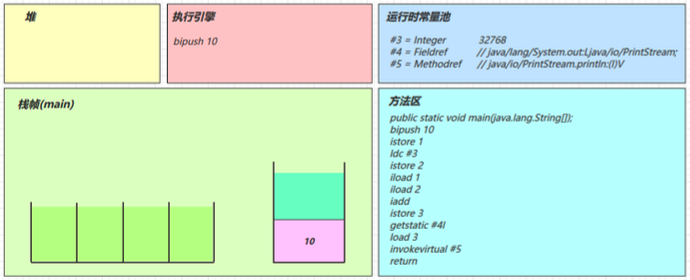 堆
执行引擎
bipush 10
运行时常量池
#3 = Integer 32768
#4 = Fieldref // java/lang/System.out:Ljava/io/PrintStream;
#5 = Methodref // java/io/PrintStream.println:(I)V
栈帧(main)
10
方法区
public static void main(java.lang.String[]);
bipush 10
istore 1
ldc #3
istore 2
iload 1
iload 2
iadd
istore 3
getstatic #4I
load 3
invokevirtual #5
return